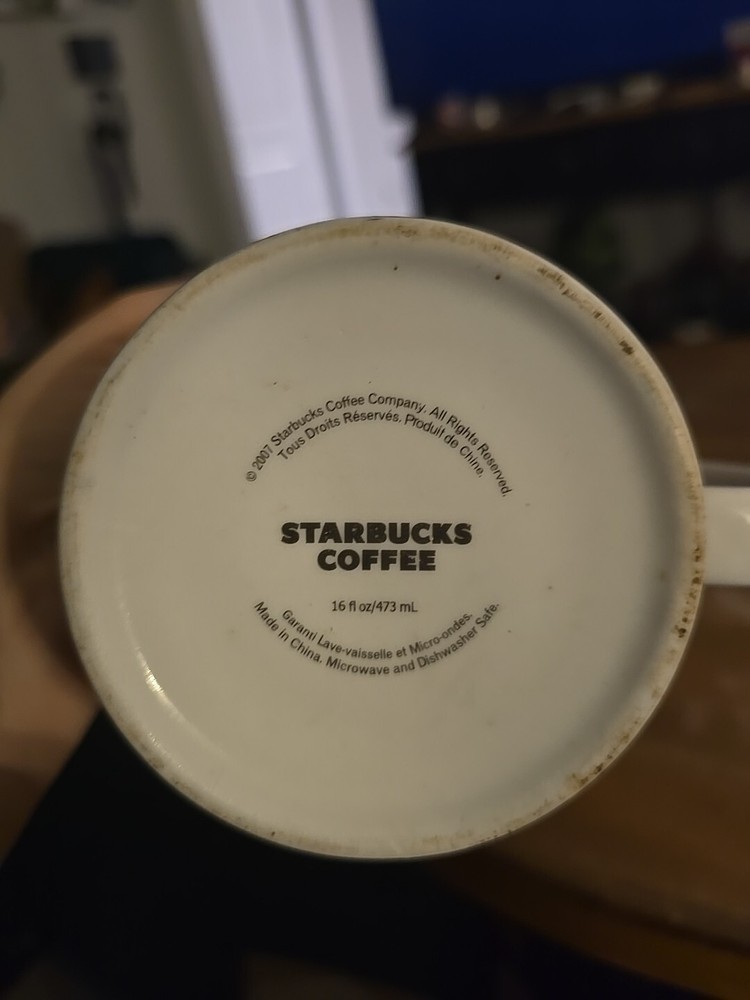 © 2007 Starbucks Coffee Company. All Rights Reserved.
Tous Droits Réservés. Produit de Chine.
STARBUCKS
COFFEE
16 fl oz/473 mL
Garanti Lave-vaisselle et Micro-ondes.
Made in China. Microwave and Dishwasher Safe.